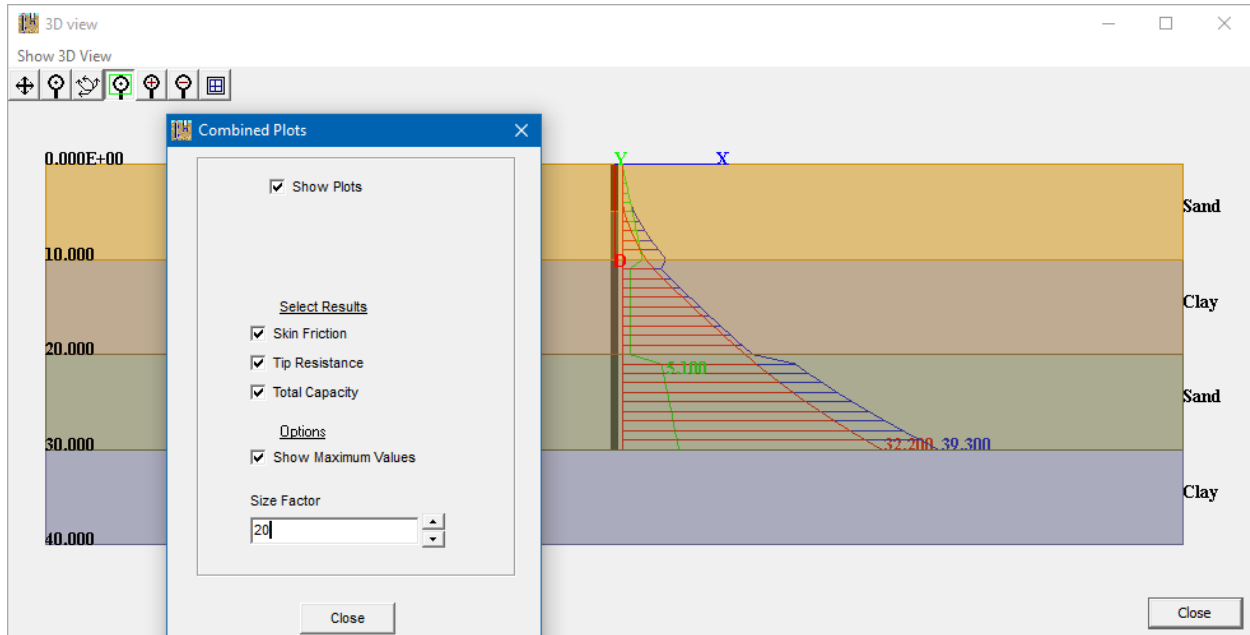 3D view
Show 3D View
Combined Plots
Show Plots
Select Results
Skin Friction
Tip Resistance
Total Capacity
Options
Show Maximum Values
Size Factor
20
Close
0.000E+00
10.000
20.000
30.000
40.000
Y
X
D
5.100
32.200
39.300
Sand
Clay
Sand
Clay
Close